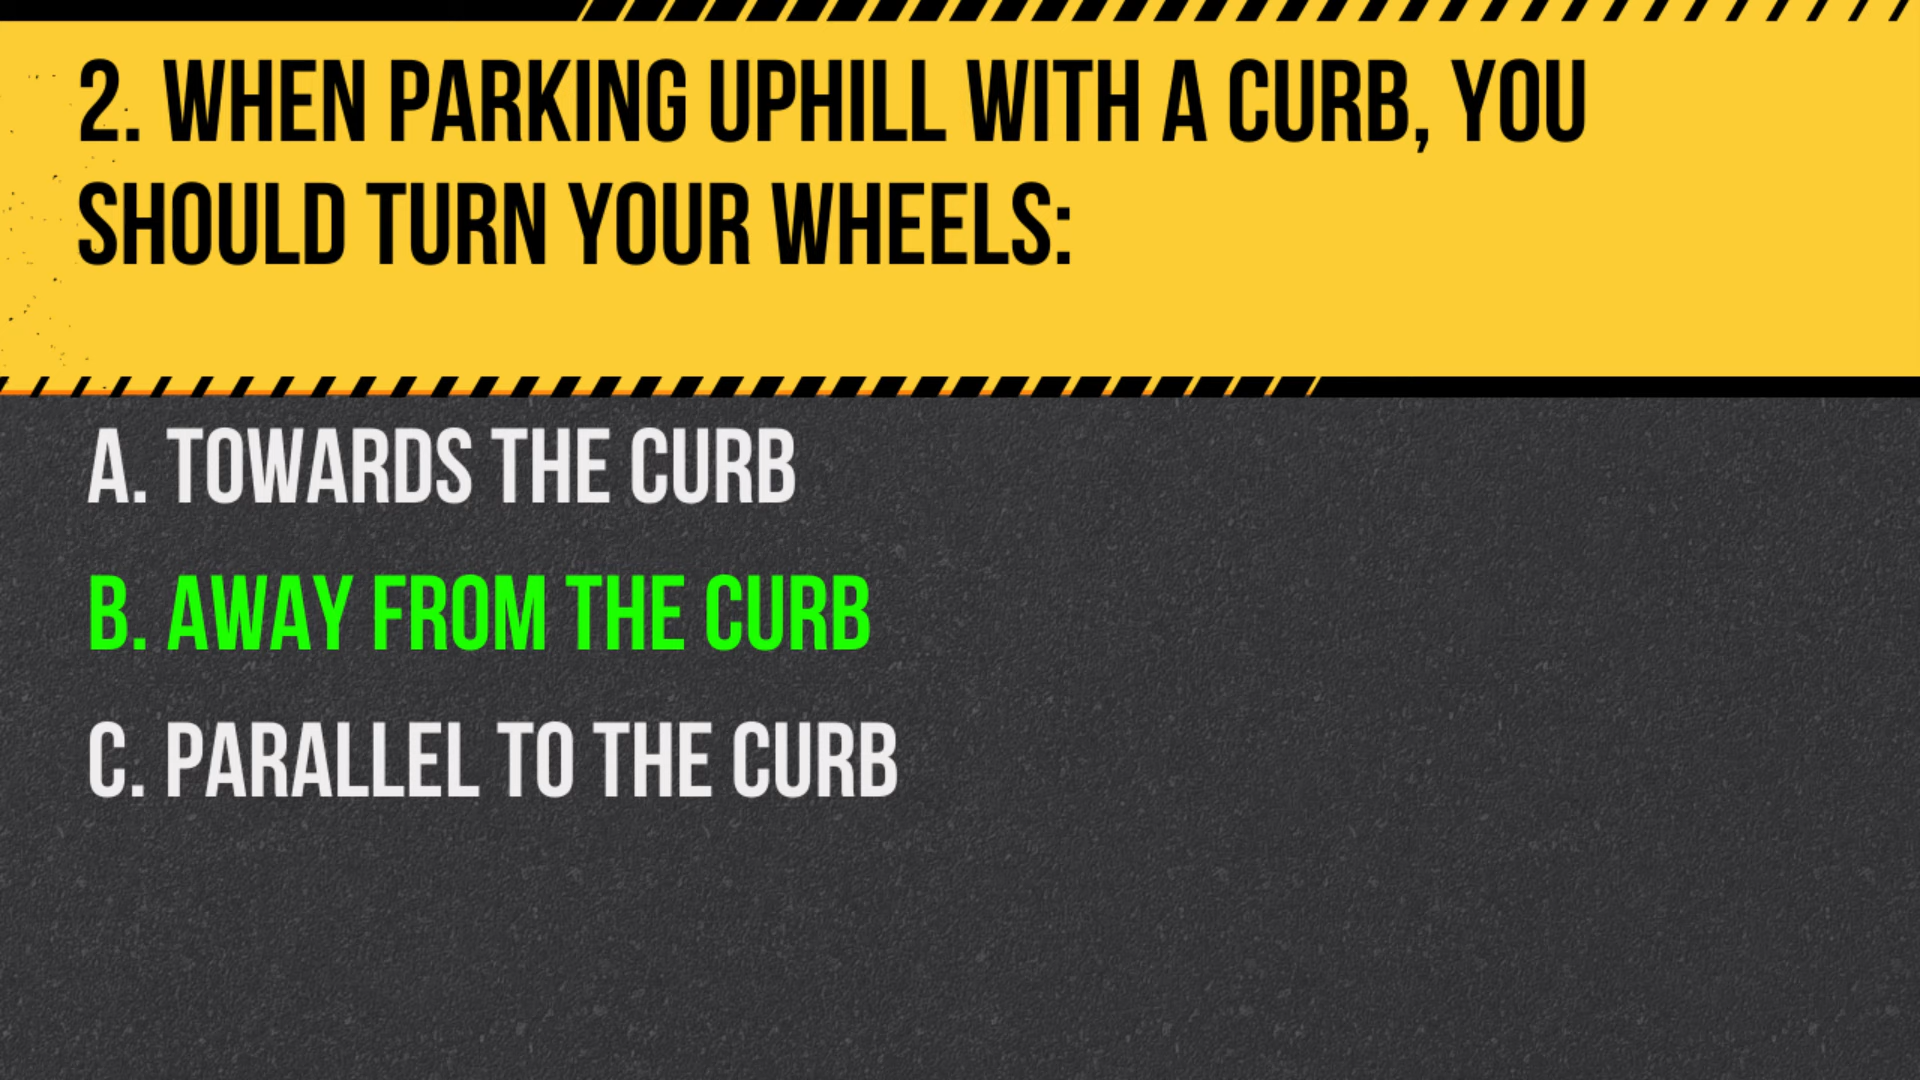 2. WHEN PARKING UPHILL WITH A CURB, YOU
SHOULD TURN YOUR WHEELS:
A. TOWARDS THE CURB
B. AWAY FROM THE CURB
C. PARALLEL TO THE CURB